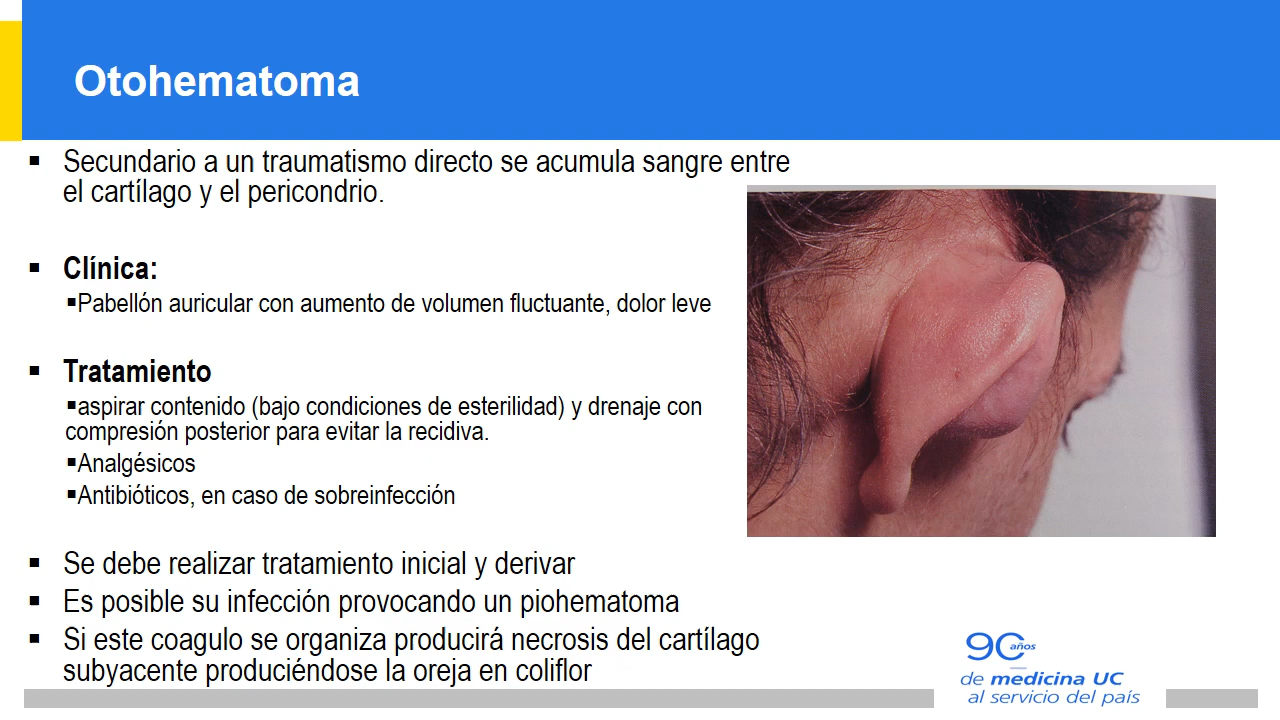 Otohematoma
▪ Secundario a un traumatismo directo se acumula sangre entre
el cartílago y el pericondrio.
▪ Clínica:
▪Pabellón auricular con aumento de volumen fluctuante, dolor leve
▪ Tratamiento
▪aspirar contenido (bajo condiciones de esterilidad) y drenaje con
compresión posterior para evitar la recidiva.
▪Analgésicos
▪Antibióticos, en caso de sobreinfección
▪ Se debe realizar tratamiento inicial y derivar
▪ Es posible su infección provocando un piohematoma
▪ Si este coagulo se organiza producirá necrosis del cartílago
subyacente produciéndose la oreja en coliflor
90 años
de medicina UC
al servicio del país